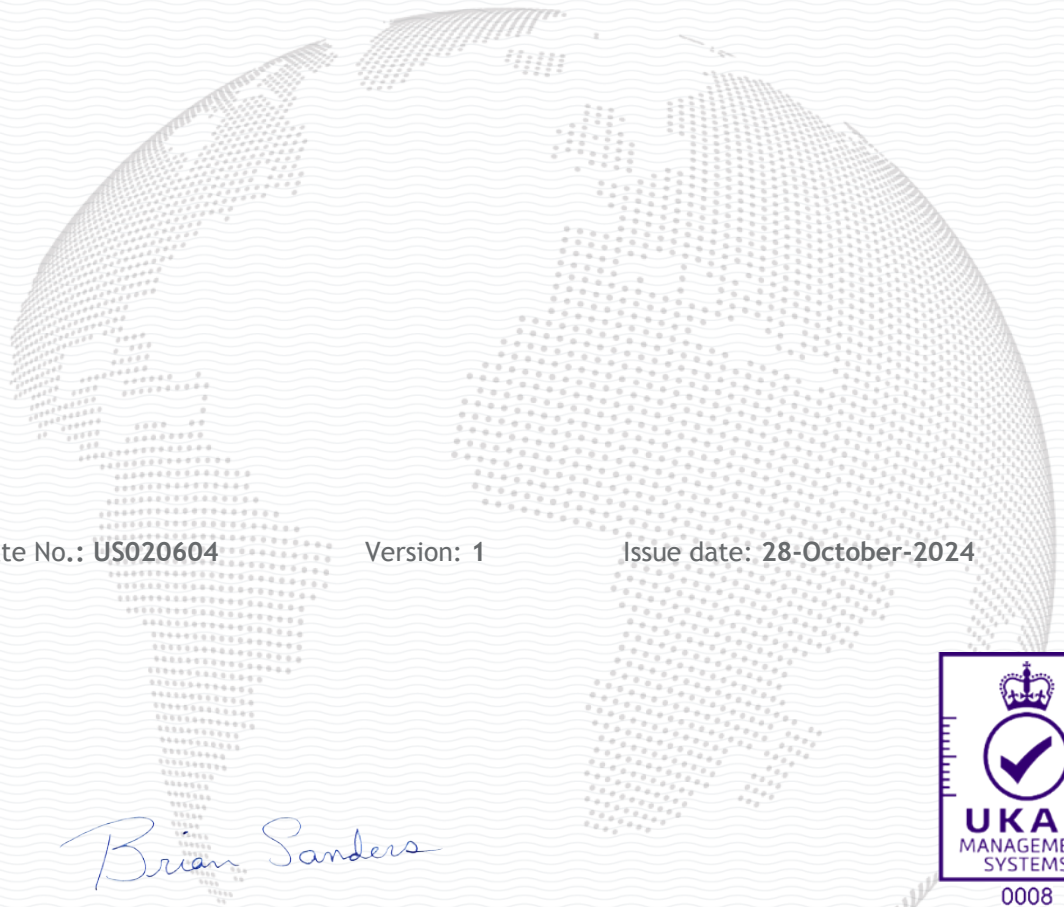 te No.: US020604 Version: 1 Issue date: 28-October-2024
Brian Sanders
UKA
MANAGEME
SYSTEMS
0008